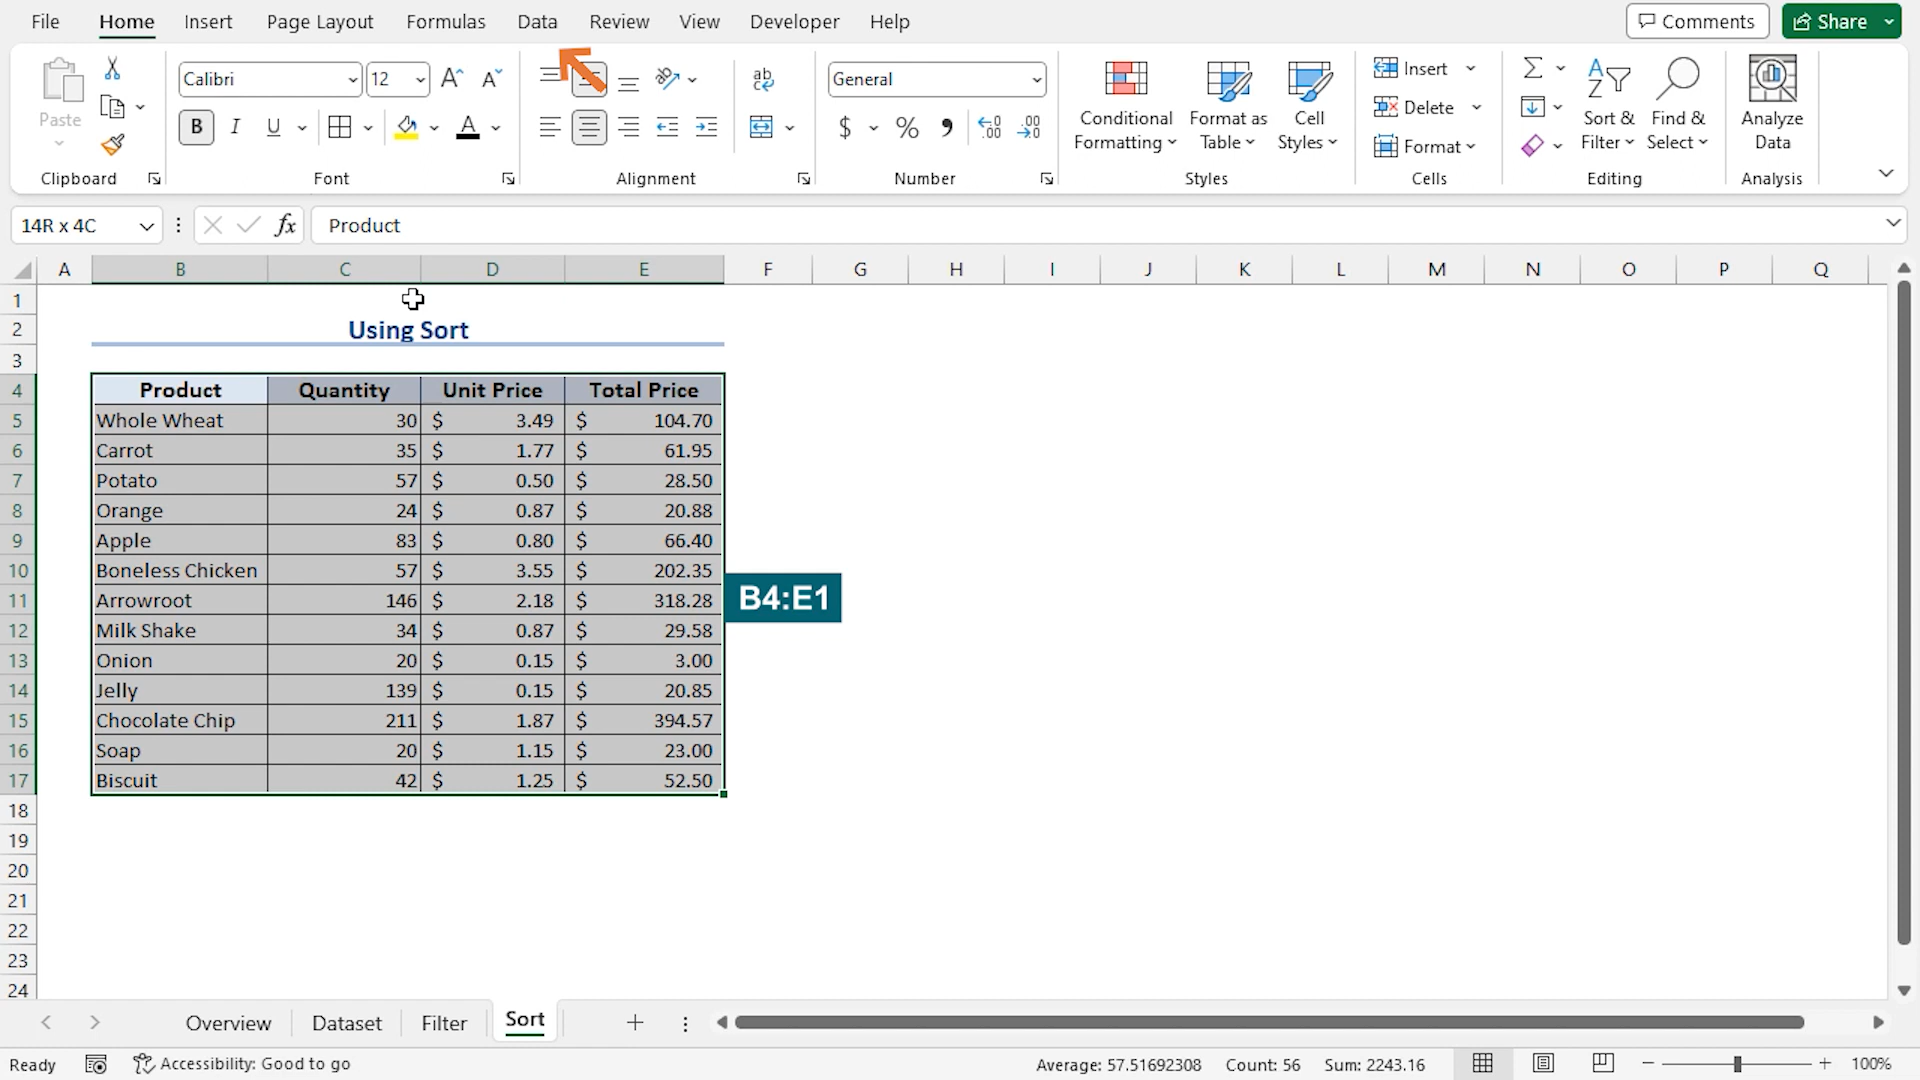 File Home Insert Page Layout Formulas Data Review View Developer Help Comments Share
Calibri 12 A A ab c General Insert Σ A Z
Paste B I U A $ % 9 .00 .00 Conditional Formatting Format as Table Cell Styles Delete Sort & Filter Find & Select Analyze Data
Format
Clipboard Font Alignment Number Styles Cells Editing Analysis
14R x 4C fx Product
A B C D E F G H I J K L M N O P Q
1
2 Using Sort
3
4 Product Quantity Unit Price Total Price
5 Whole Wheat 30 $ 3.49 $ 104.70
6 Carrot 35 $ 1.77 $ 61.95
7 Potato 57 $ 0.50 $ 28.50
8 Orange 24 $ 0.87 $ 20.88
9 Apple 83 $ 0.80 $ 66.40
10 Boneless Chicken 57 $ 3.55 $ 202.35
B4:E1
11 Arrowroot 146 $ 2.18 $ 318.28
12 Milk Shake 34 $ 0.87 $ 29.58
13 Onion 20 $ 0.15 $ 3.00
14 Jelly 139 $ 0.15 $ 20.85
15 Chocolate Chip 211 $ 1.87 $ 394.57
16 Soap 20 $ 1.15 $ 23.00
17 Biscuit 42 $ 1.25 $ 52.50
18
19
20
21
22
23
24
Overview Dataset Filter Sort
Ready Accessibility: Good to go Average: 57.51692308 Count: 56 Sum: 2243.16 100%